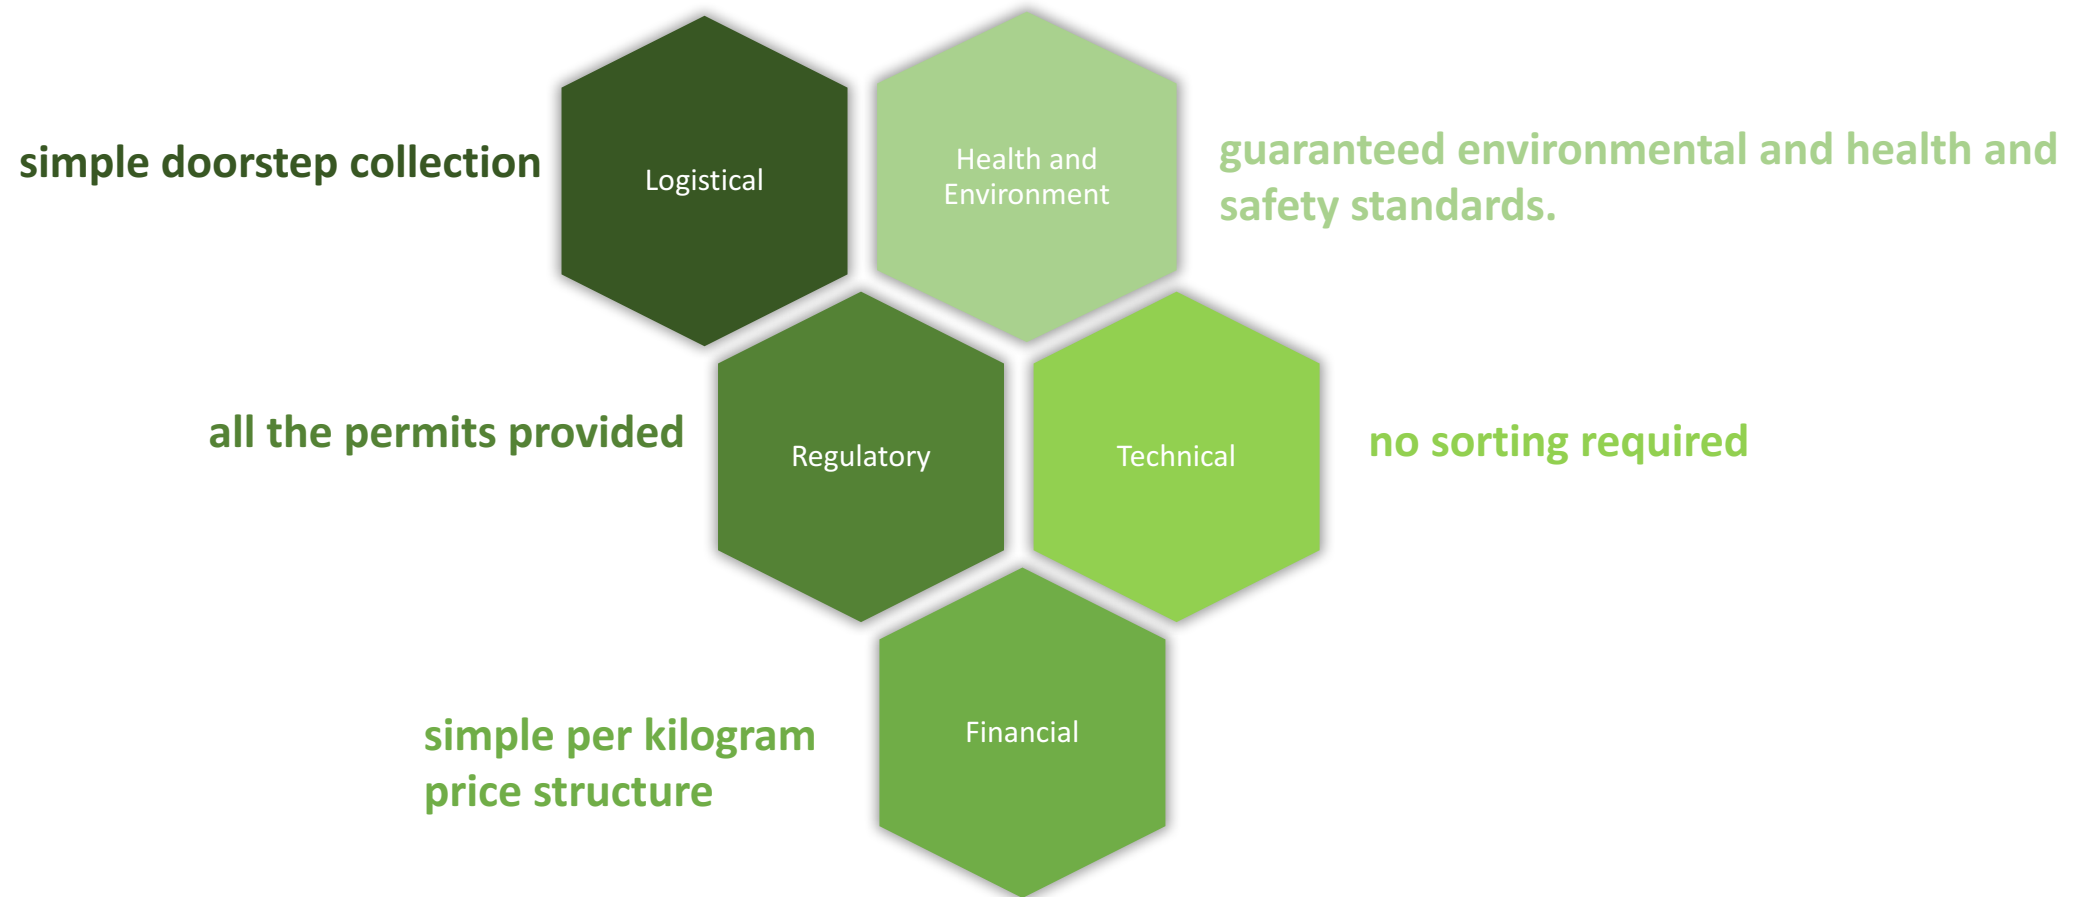 simple doorstep collection
Logistical
Health and
Environment
guaranteed environmental and health and
safety standards.
all the permits provided
Regulatory
Technical
no sorting required
simple per kilogram
price structure
Financial